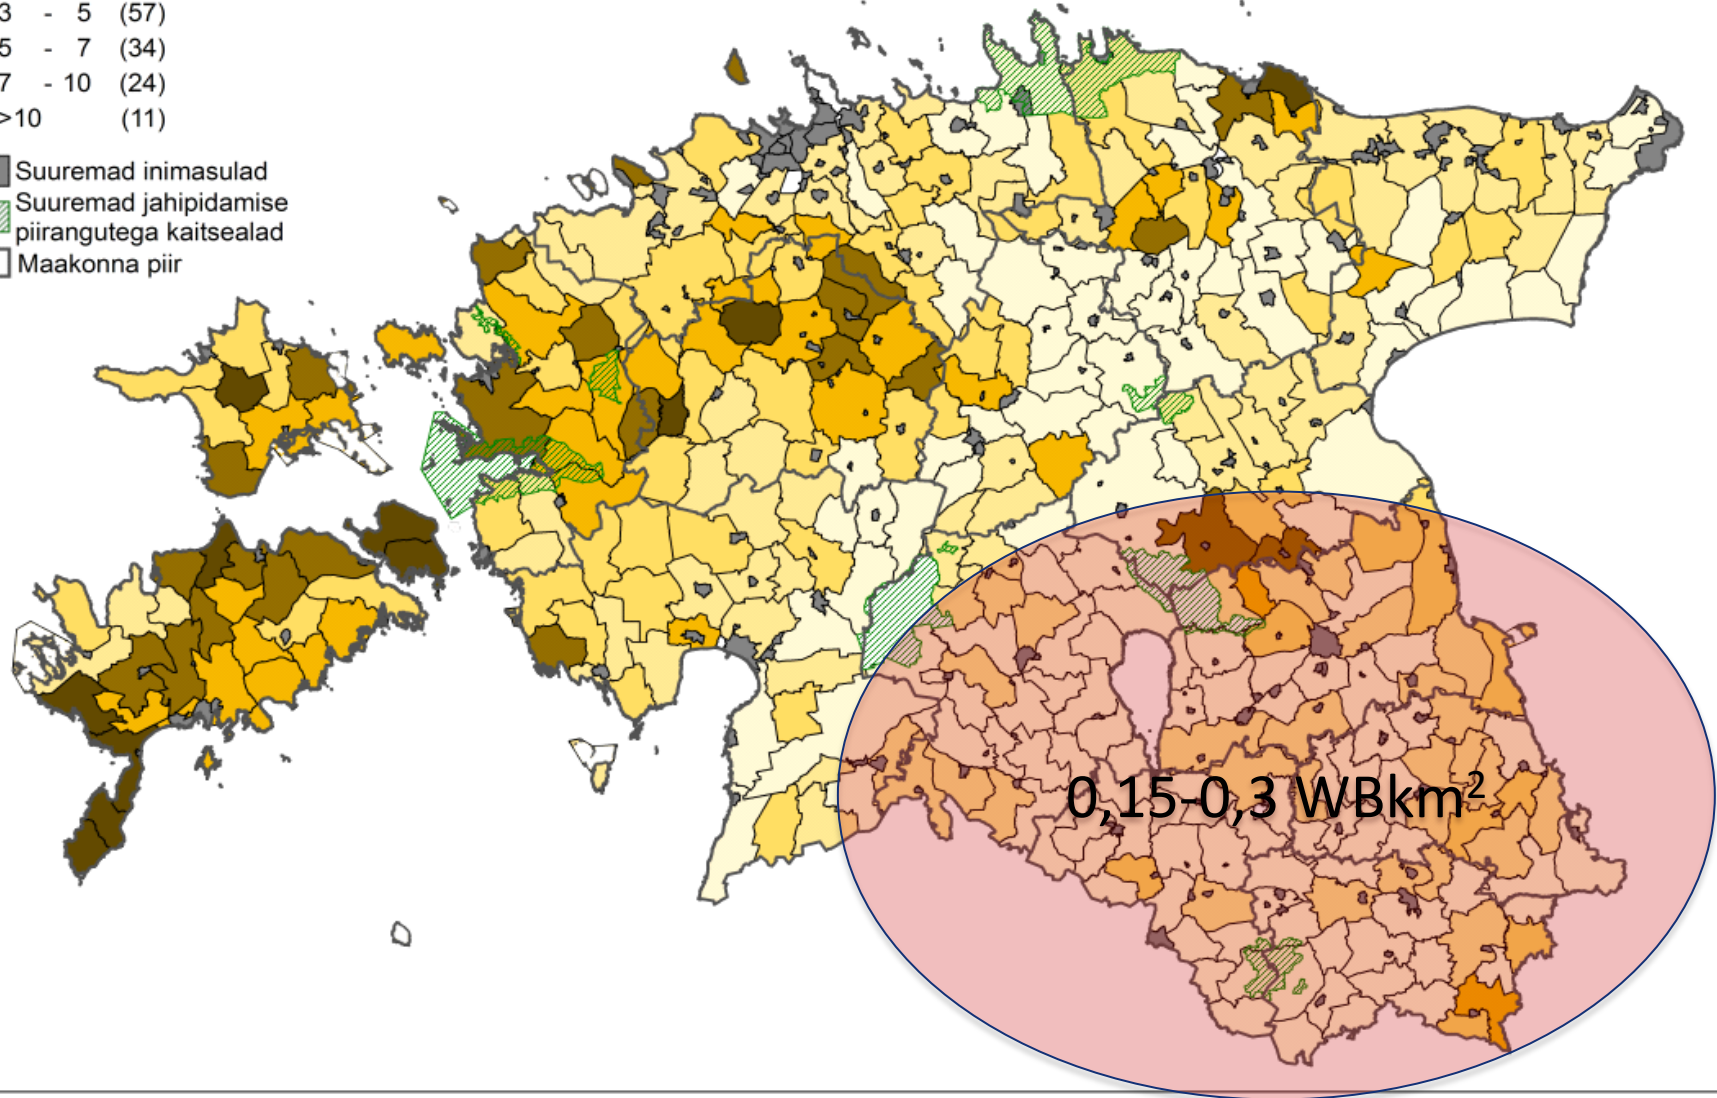 3 - 5 (57)
5 - 7 (34)
7 - 10 (24)
>10 (11)
Suuremad inimasulad
Suuremad jahipidamise
piirangutega kaitsealad
Maakonna piir
0,15-0,3 WBkm²